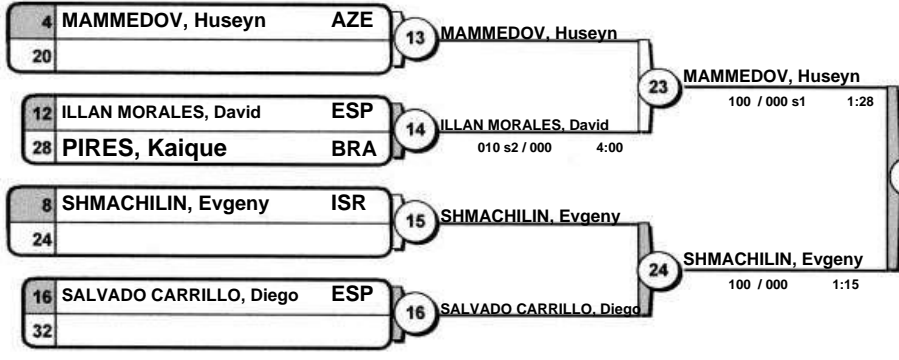 4 MAMMEDOV, Huseyn AZE
20
13 MAMMEDOV, Huseyn
12 ILLAN MORALES, David ESP
28 PIRES, Kaique BRA
14 ILLAN MORALES, David
010 s2 / 000 4:00
23 MAMMEDOV, Huseyn
100 / 000 s1 1:28
8 SHMACHILIN, Evgeny ISR
24
15 SHMACHILIN, Evgeny
16 SALVADO CARRILLO, Diego ESP
32
16 SALVADO CARRILLO, Diego
24 SHMACHILIN, Evgeny
100 / 000 1:15